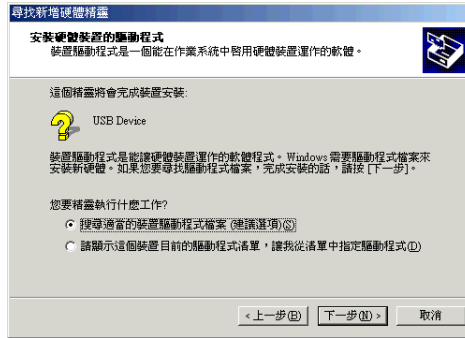 尋找新增硬體精靈
安裝硬體裝置的驅動程式
裝置驅動程式是一個能在作業系統中啓用硬體裝置運作的軟體。
這個精靈將會完成裝置安裝:
USB Device
裝置驅動程式是能讓硬體裝置運作的軟體程式。Windows 需要驅動程式檔案來
安裝新硬體。如果您要尋找驅動程式檔案,完成安裝的話,請按 [下一步]。
您要精靈執行什麼工作?
搜尋適當的裝置驅動程式檔案 (建議選項)(S)
請顯示這個裝置目前的驅動程式清單,讓我從清單中指定驅動程式(D)
<上一步(B) 下一步(N)> 取消